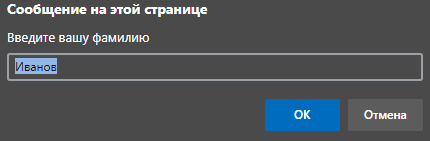 Сообщение на этой странице
Введите вашу фамилию
Иванов
ОК Отмена